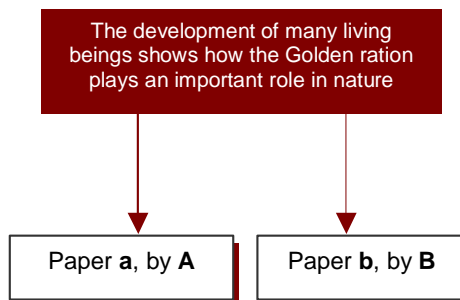 The development of many living
beings shows how the Golden ration
plays an important role in nature
Paper a, by A
Paper b, by B